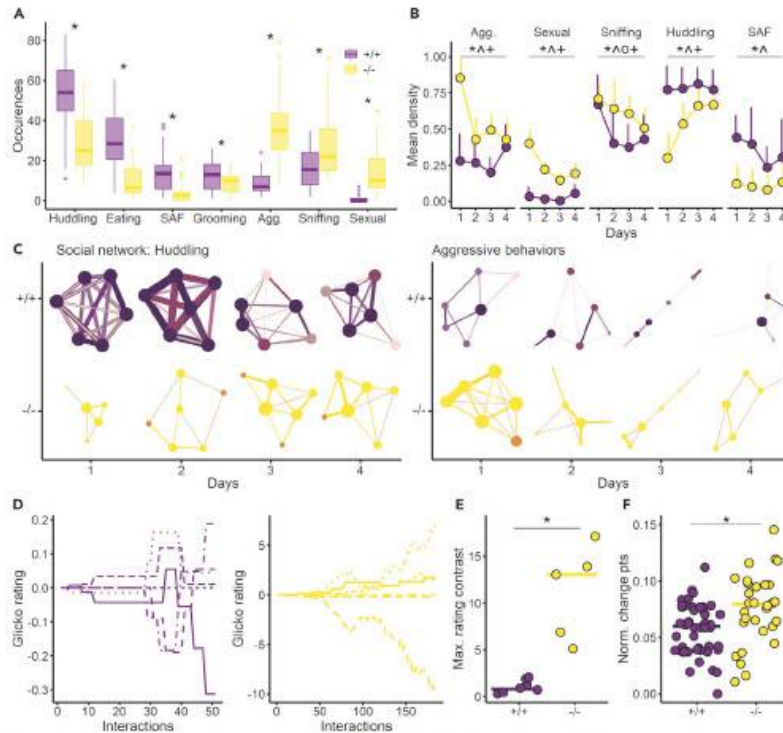 A
Occurences
80
60
40
20
0
* * * * * * *
+/+
-/-
Huddling Eating SAF Grooming Agg. Sniffing Sexual
B
Agg. Sexual Sniffing Huddling SAF
*^+ *^+ *^o+ *^+ *^
Mean density
1.00
0.75
0.50
0.25
0.00
1 2 3 4 1 2 3 4 1 2 3 4 1 2 3 4 1 2 3 4
Days
C
Social network: Huddling
Aggressive behaviors
+/+
+/+
-/-
-/-
1 2 3 4
Days
1 2 3 4
Days
D
Glicko rating
0.2
0.1
0.0
-0.1
-0.2
-0.3
0 10 20 30 40 50
Interactions
Glicko rating
5
0
-5
-10
0 50 100 150
Interactions
E
Max. rating contrast
*
15
10
5
0
+/+ -/-
F
Norm. change pts
*
0.15
0.10
0.05
0.00
+/+ -/-